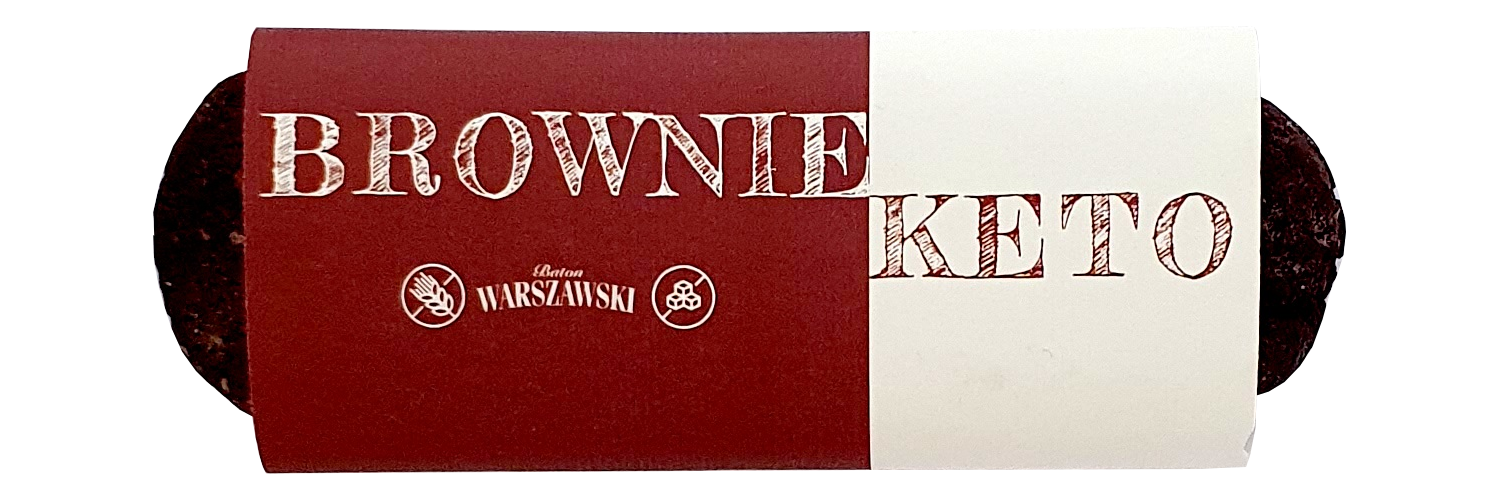 BROWNIE
KETO
Baton
WARSZAWSKI